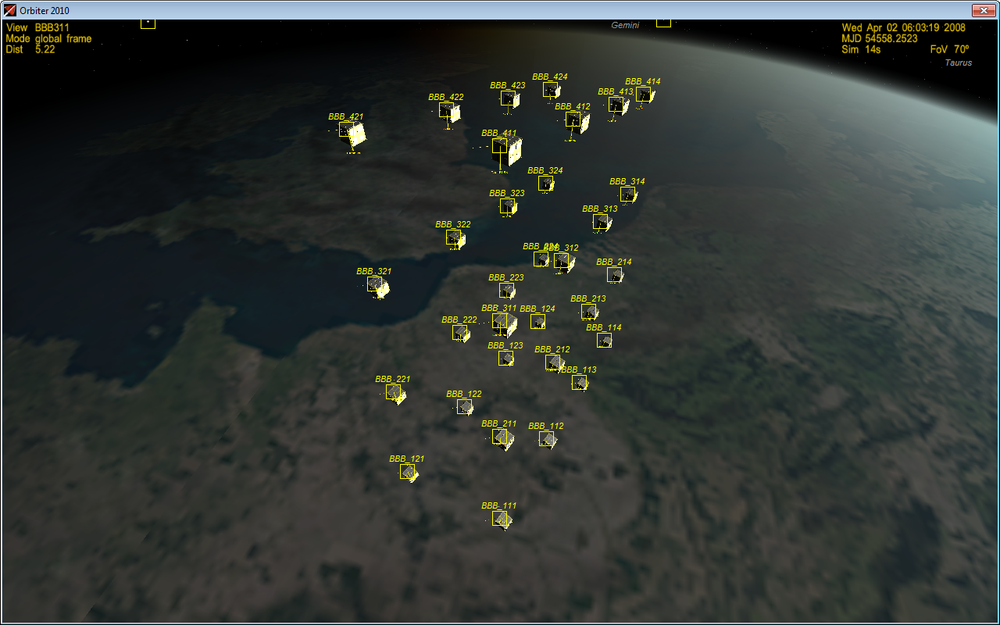 Orbiter 2010
View BBB311
Mode global frame
Dist 5.22
Gemini
Wed Apr 02 06:03:19 2008
MJD 54558.2523
Sim 14s FoV 70º
Taurus
BBB_424
BBB_423
BBB_414
BBB_422
BBB_413
BBB_412
BBB_421
BBB_411
BBB_324
BBB_314
BBB_323
BBB_313
BBB_322
BBB_224
BBB_312
BBB_214
BBB_321
BBB_223
BBB_213
BBB_311
BBB_124
BBB_222
BBB_114
BBB_123
BBB_212
BBB_113
BBB_221
BBB_122
BBB_211
BBB_112
BBB_121
BBB_111